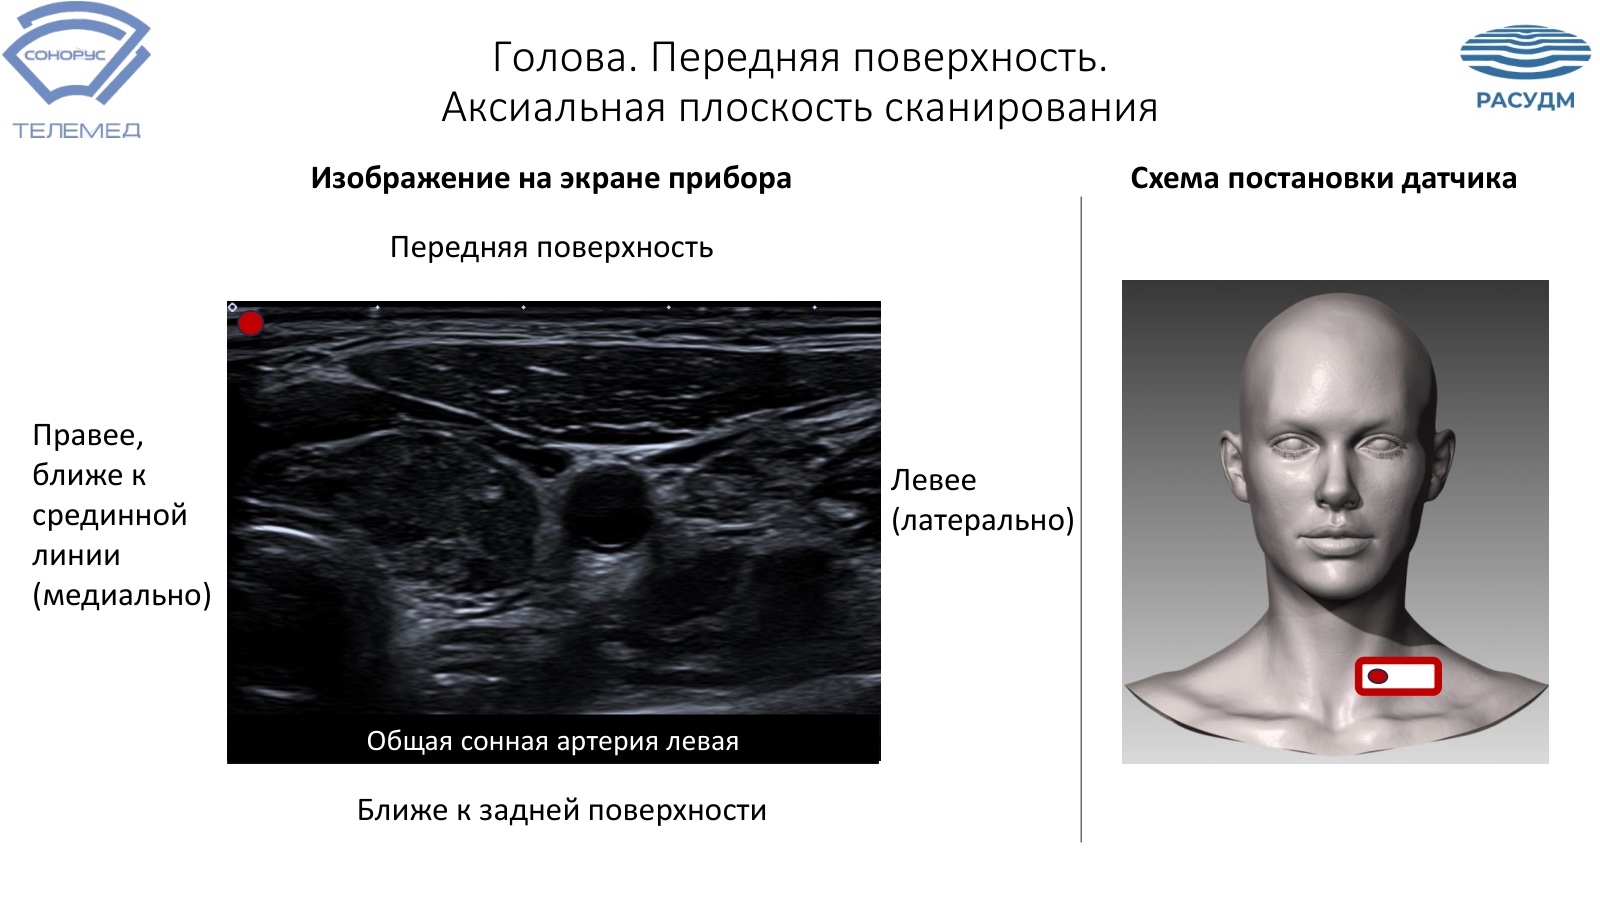 СОНОРУС
ТЕЛЕМЕД
Голова. Передняя поверхность.
Аксиальная плоскость сканирования
РАСУДМ
Изображение на экране прибора
Схема постановки датчика
Передняя поверхность
Правее,
ближе к
срединной
линии
(медиально)
Левее
(латерально)
Общая сонная артерия левая
Ближе к задней поверхности